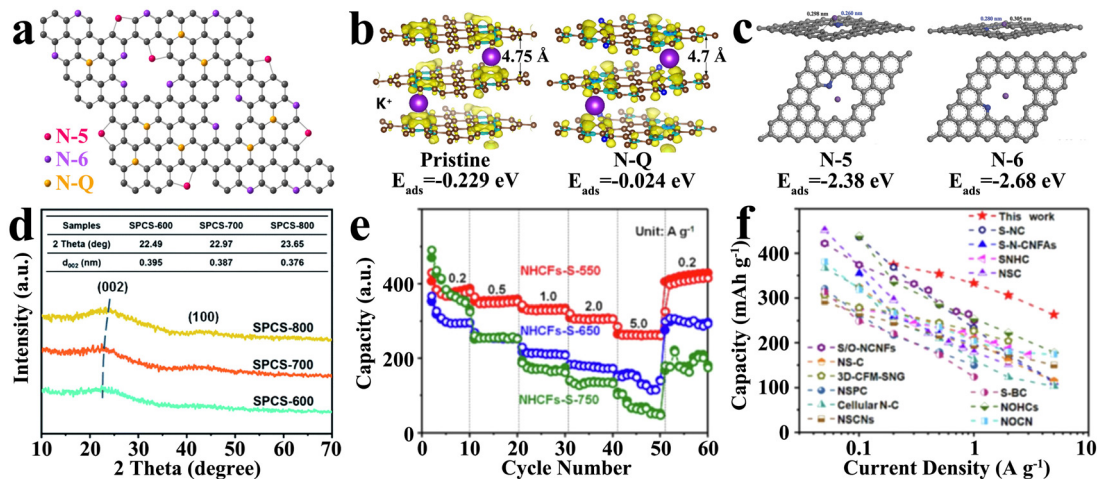 a
N-5
N-6
N-Q
b
4.75 Å
4.7 Å
K⁺
Pristine
E_ads=-0.229 eV
N-Q
E_ads=-0.024 eV
c
0.298 nm
0.260 nm
0.280 nm
0.305 nm
N-5
E_ads=-2.38 eV
N-6
E_ads=-2.68 eV
d
Samples SPCS-600 SPCS-700 SPCS-800
2 Theta (deg) 22.49 22.97 23.65
d₀₀₂ (nm) 0.395 0.387 0.376
(002)
(100)
SPCS-800
SPCS-700
SPCS-600
Intensity (a.u.)
10 20 30 40 50 60 70
2 Theta (degree)
e
Unit: A g⁻¹
NHCFs-S-550
0.2
0.5
1.0
2.0
5.0
0.2
NHCFs-S-650
NHCFs-S-750
Capacity (a.u.)
400
200
0
0 10 20 30 40 50 60
Cycle Number
f
This work
S-NC
S-N-CNFAs
SNHC
NSC
S/O-NCNFs
NS-C
3D-CFM-SNG
NSPC
Cellular N-C
NSCNs
S-BC
NOHCs
NOCN
Capacity (mAh g⁻¹)
500
400
300
200
100
0
0.1 1 10
Current Density (A g⁻¹)